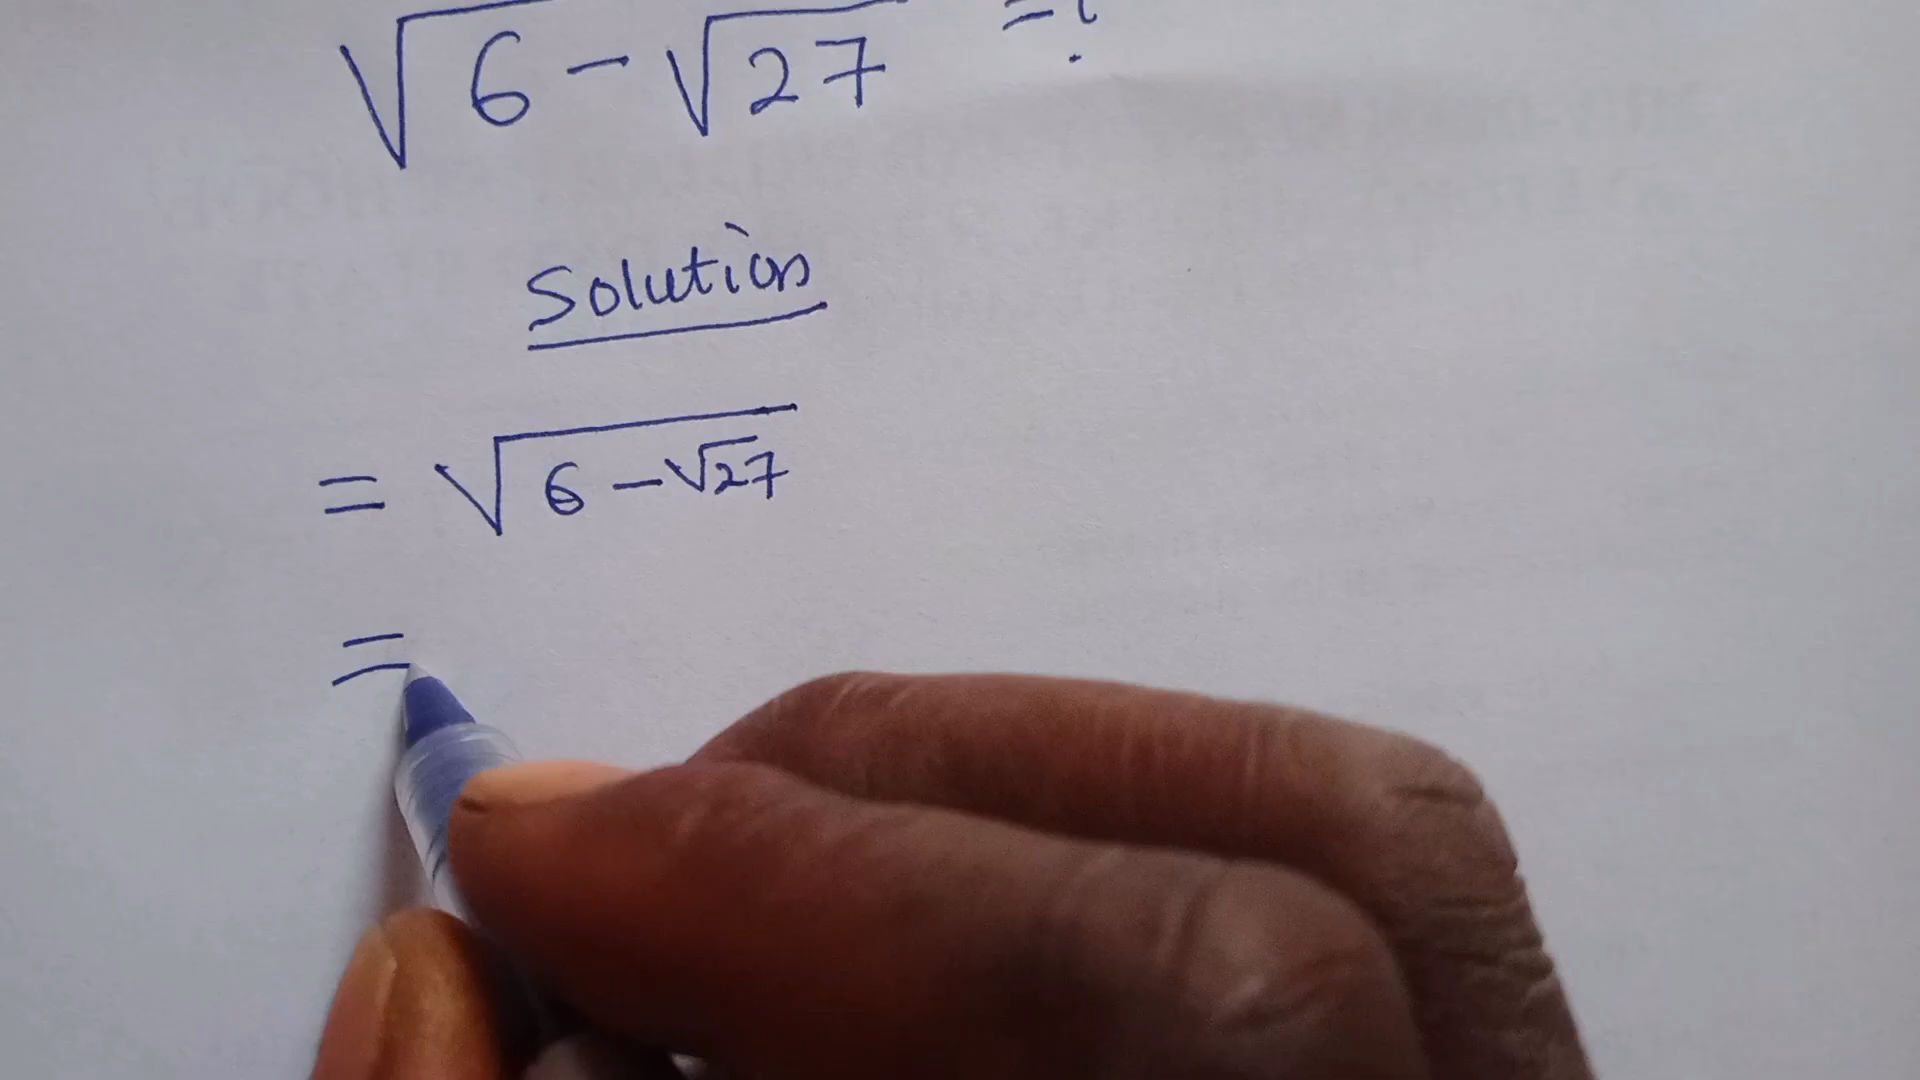 √6 - √27 = ?
Solution
= √6 - √27
=